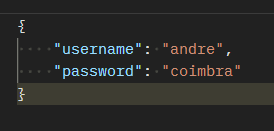 {
    "username": "andre",
    "password": "coimbra"
}